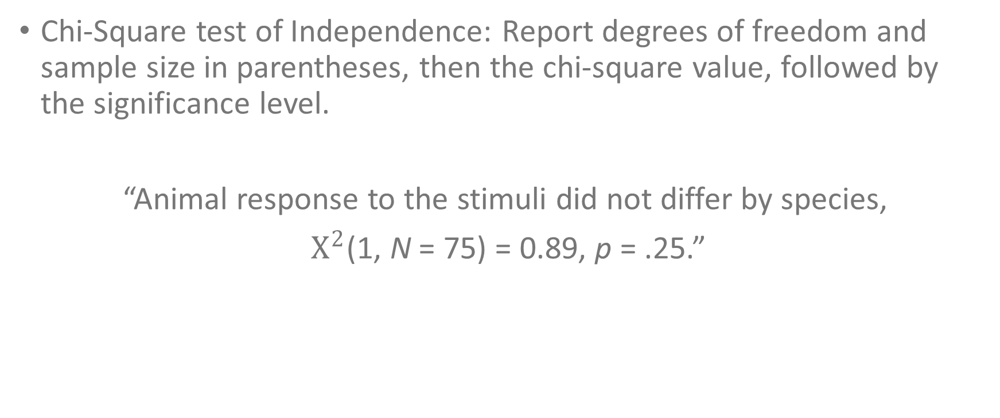 • Chi-Square test of Independence: Report degrees of freedom and
sample size in parentheses, then the chi-square value, followed by
the significance level.
“Animal response to the stimuli did not differ by species,
Χ²(1, N = 75) = 0.89, p = .25.”